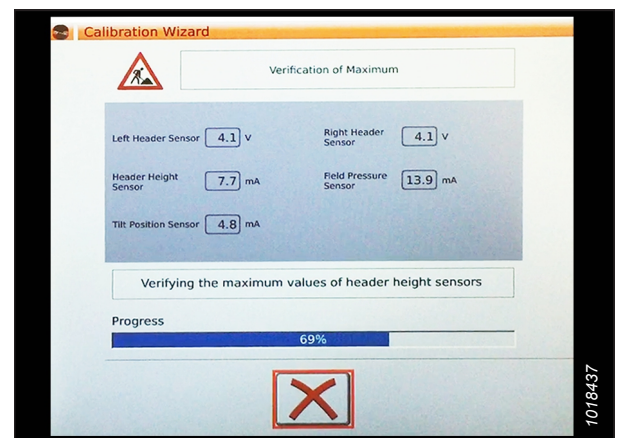 Calibration Wizard
Verification of Maximum
Left Header Sensor 4.1 V
Right Header
Sensor 4.1 V
Header Height
Sensor 7.7 mA
Field Pressure
Sensor 13.9 mA
Tilt Position Sensor 4.8 mA
Verifying the maximum values of header height sensors
Progress
69%
1018437